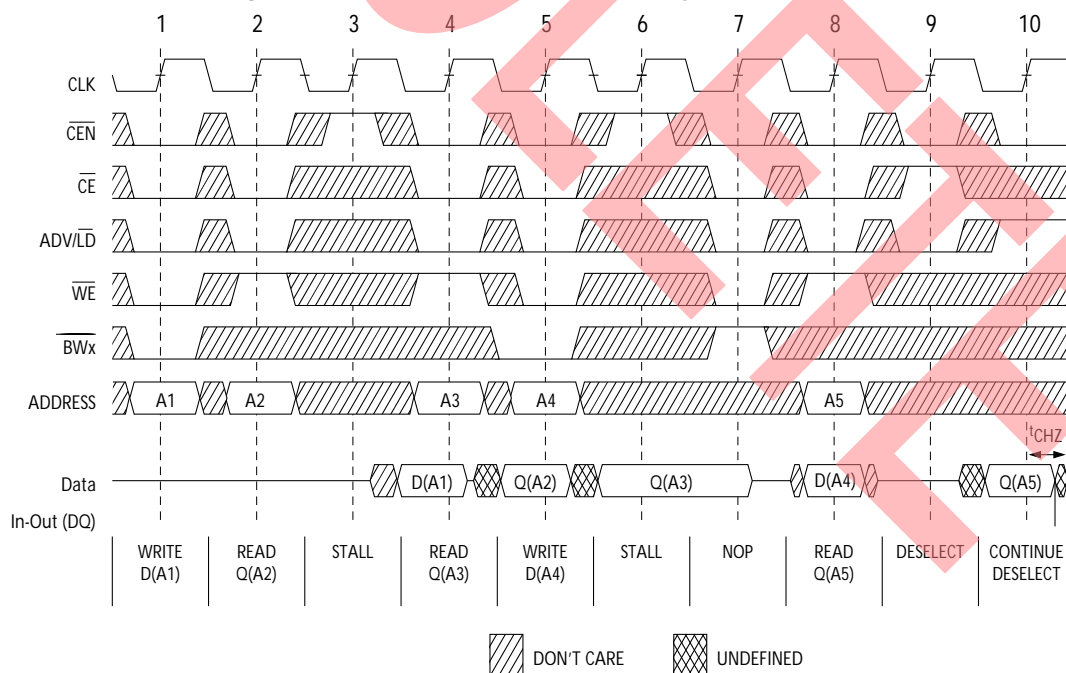 1 2 3 4 5 6 7 8 9 10
CLK
CEN
CE
ADV/LD
WE
BWx
ADDRESS A1 A2 A3 A4 A5
tCHZ
Data D(A1) Q(A2) Q(A3) D(A4) Q(A5)
In-Out (DQ)
WRITE READ STALL READ WRITE STALL NOP READ DESELECT CONTINUE
D(A1) Q(A2) Q(A3) D(A4) Q(A5) DESELECT
DON'T CARE UNDEFINED